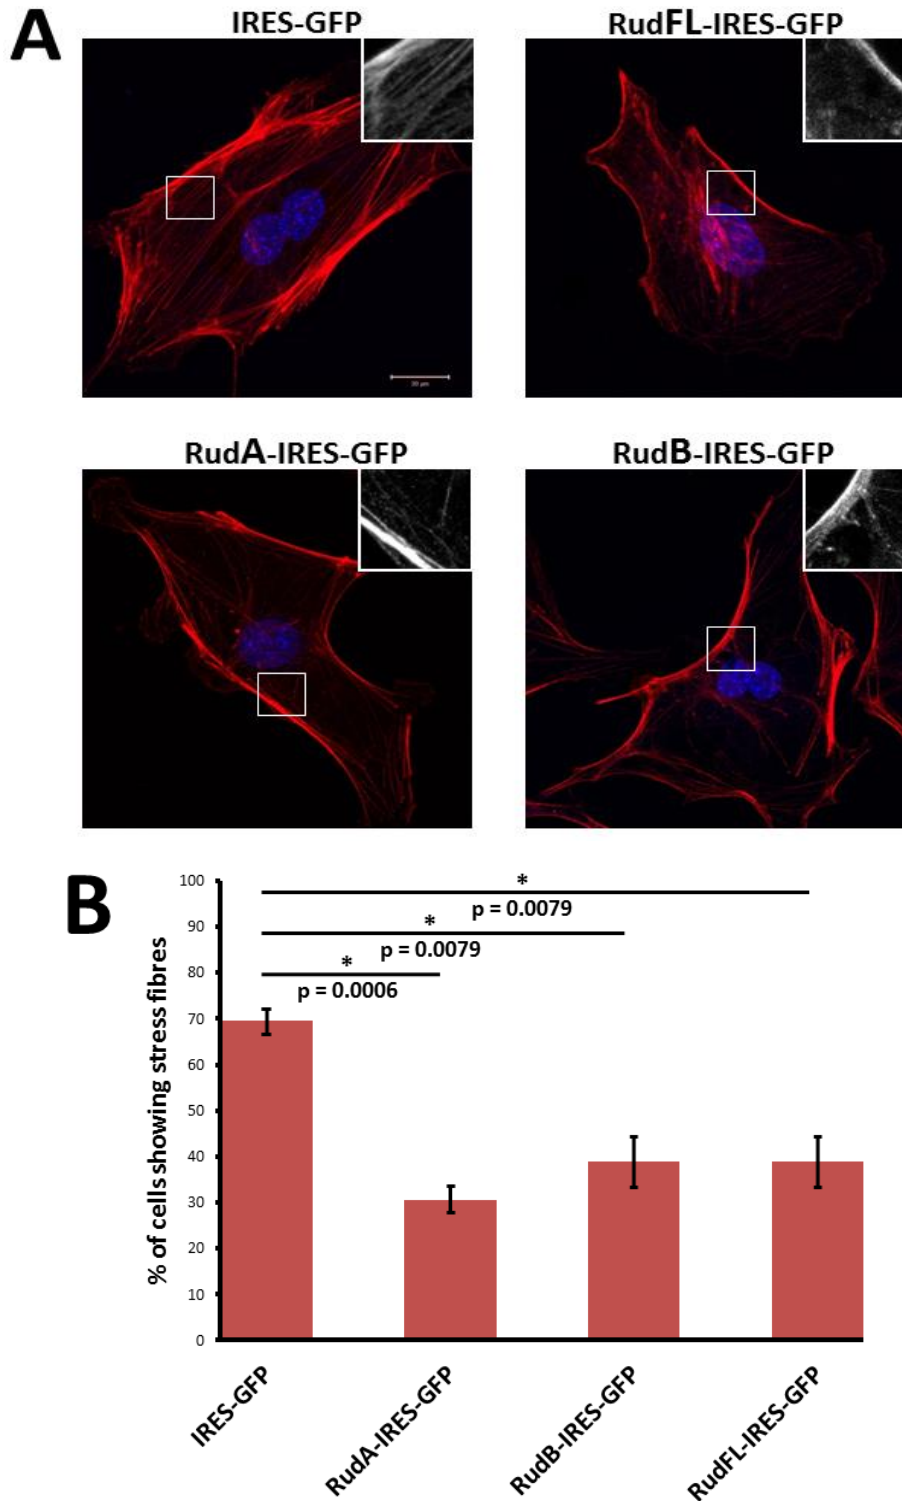 A
IRES-GFP
RudFL-IRES-GFP
RudA-IRES-GFP
RudB-IRES-GFP
B
% of cells showing stress fibres
100
90
80
70
60
50
40
30
20
10
0
*
p = 0.0079
*
p = 0.0079
*
p = 0.0006
IRES-GFP
RudA-IRES-GFP
RudB-IRES-GFP
RudFL-IRES-GFP